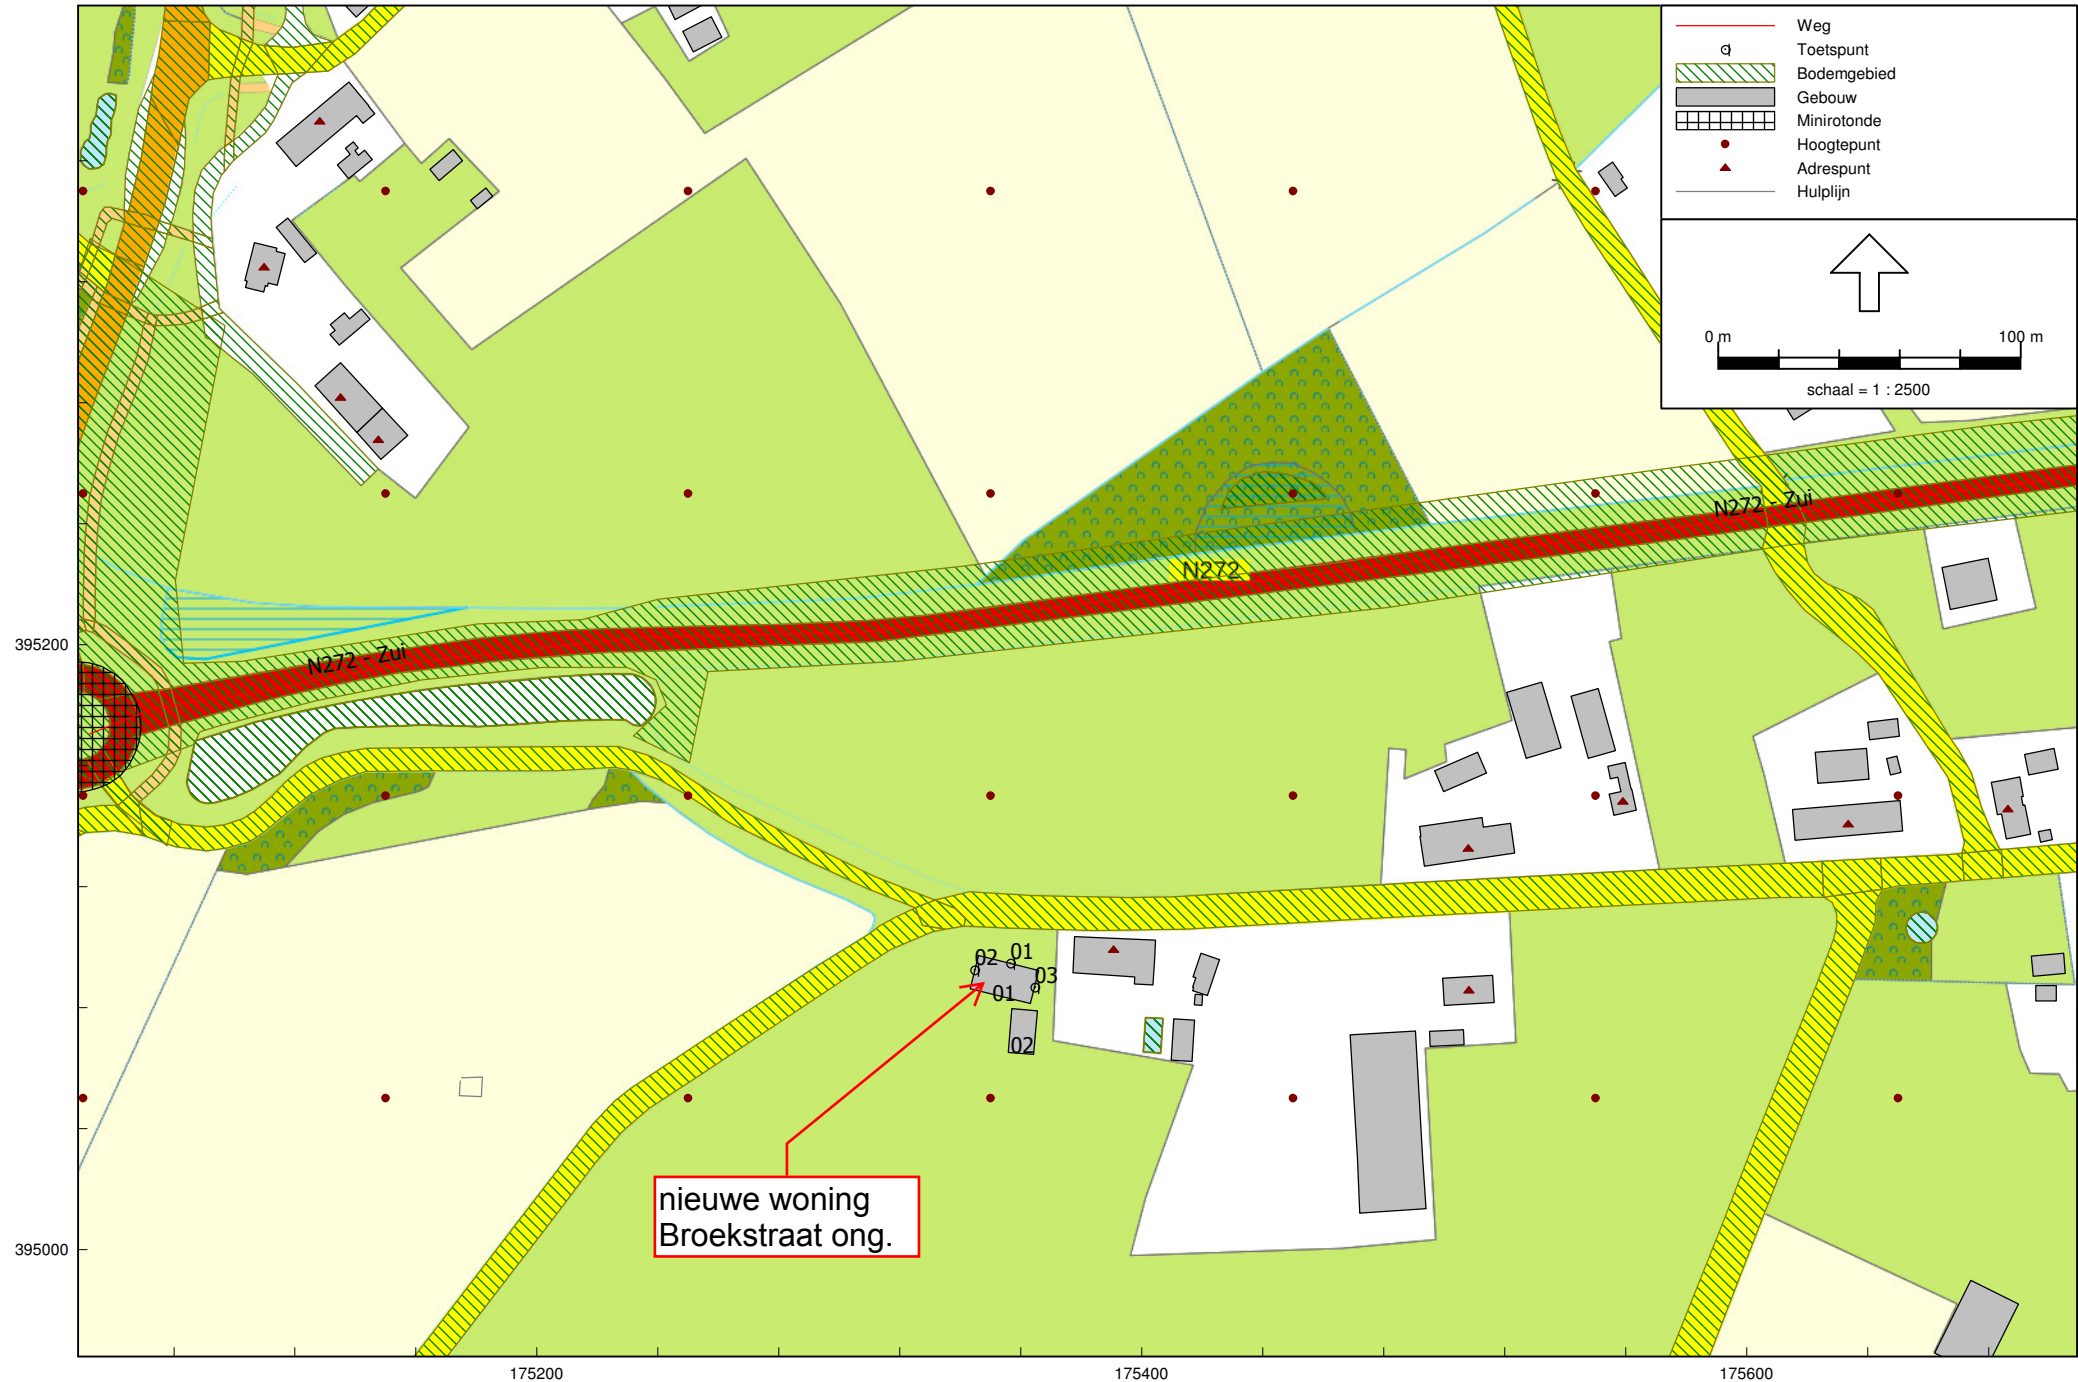 Weg
Toetspunt
Bodemgebied
Gebouw
Minirotonde
Hoogtepunt
Adrespunt
Hulplijn
0 m 100 m
schaal = 1 : 2500
N272 - Zui
N272
395200
N272 - Zui
02 01
03
01
02
nieuwe woning
Broekstraat ong.
395000
175200 175400 175600